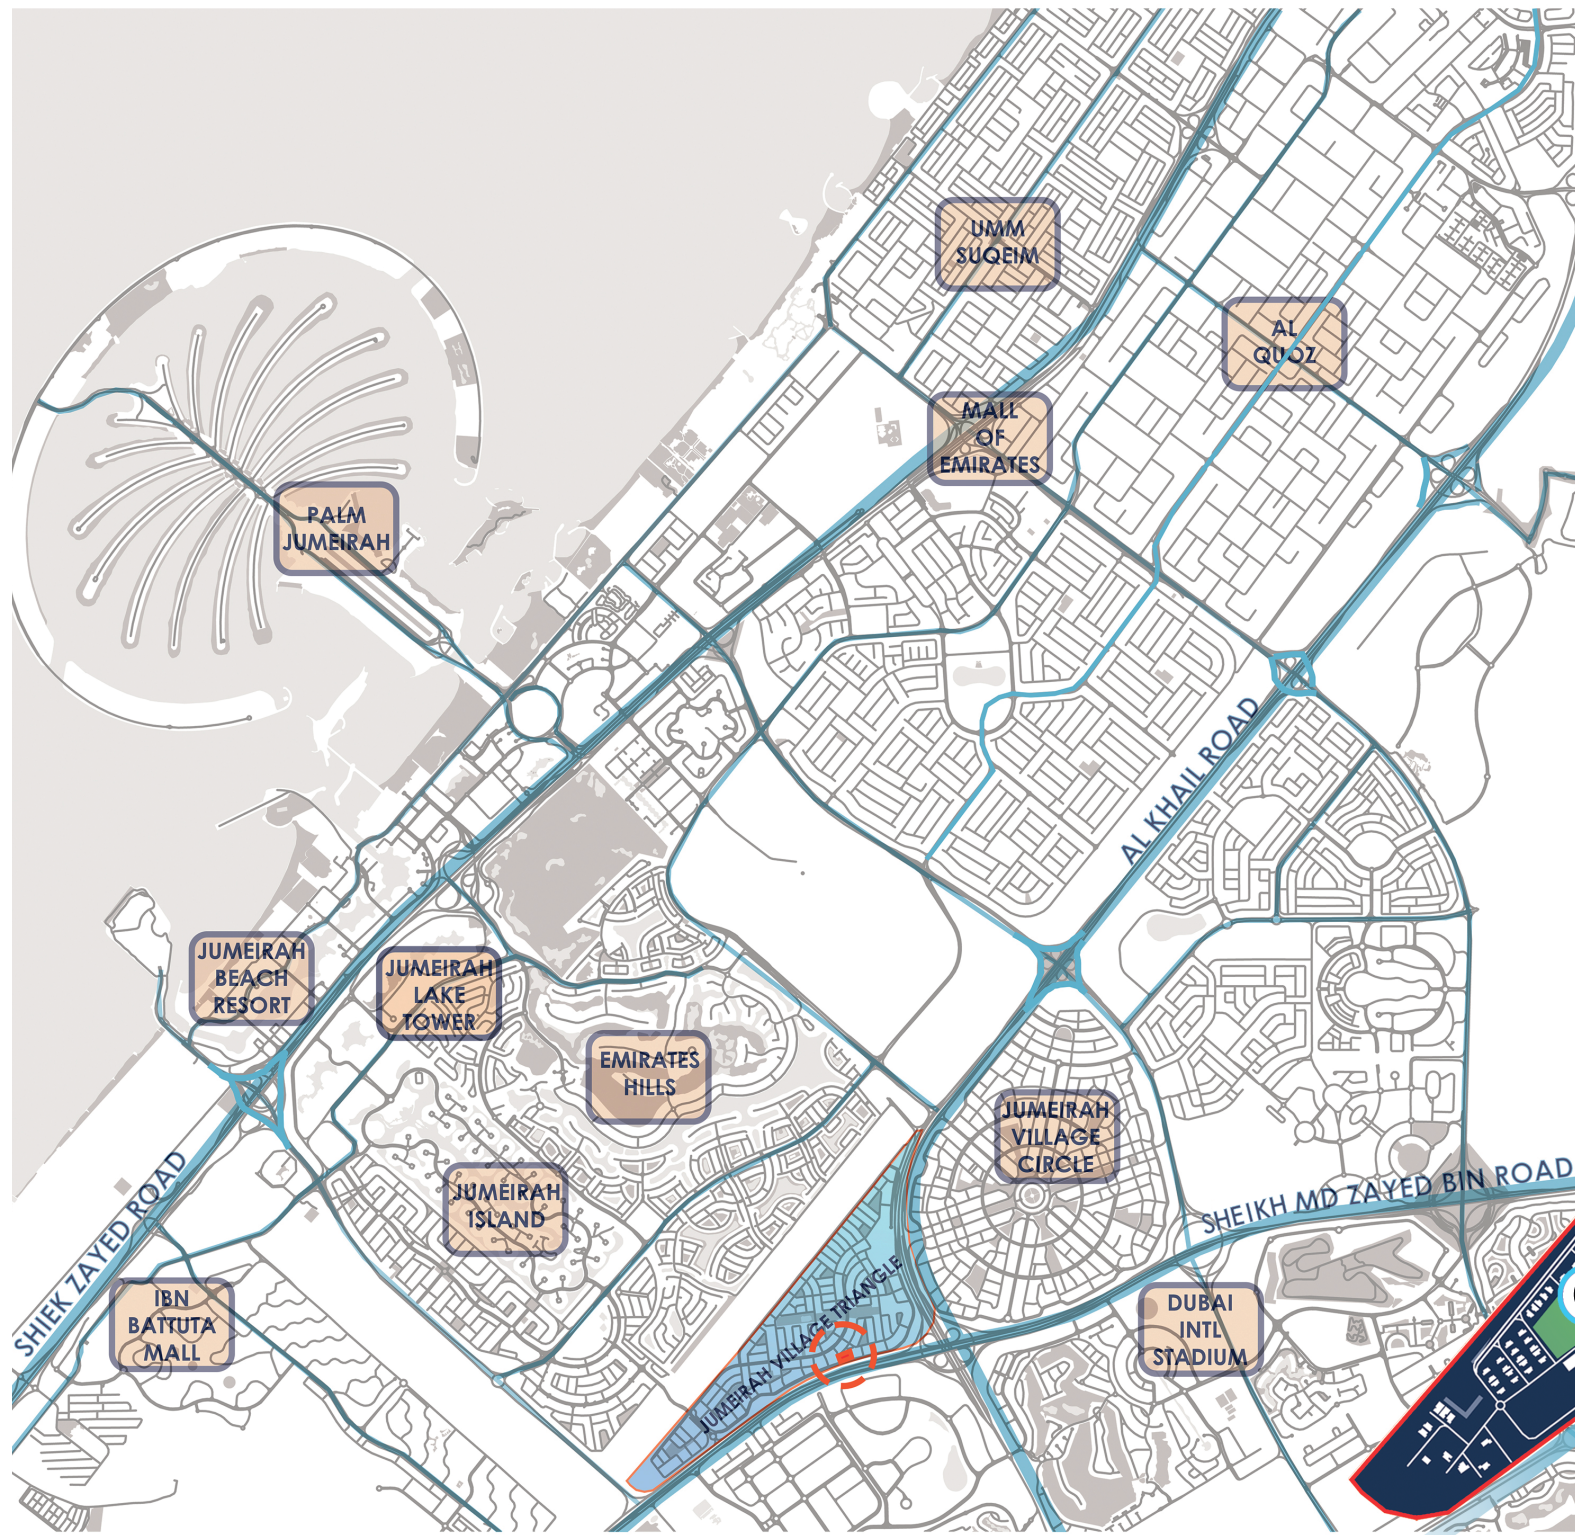 UMM
SUQEIM
AL
QUOZ
MALL
OF
EMIRATES
PALM
JUMEIRAH
AL KHAIL ROAD
JUMEIRAH
BEACH
RESORT
JUMEIRAH
LAKE
TOWER
EMIRATES
HILLS
JUMEIRAH
VILLAGE
CIRCLE
JUMEIRAH
ISLAND
SHEIKH MD ZAYED BIN ROAD
SHIEK ZAYED ROAD
IBN
BATTUTA
MALL
JUMEIRAH VILLAGE TRIANGLE
DUBAI
INTL
STADIUM